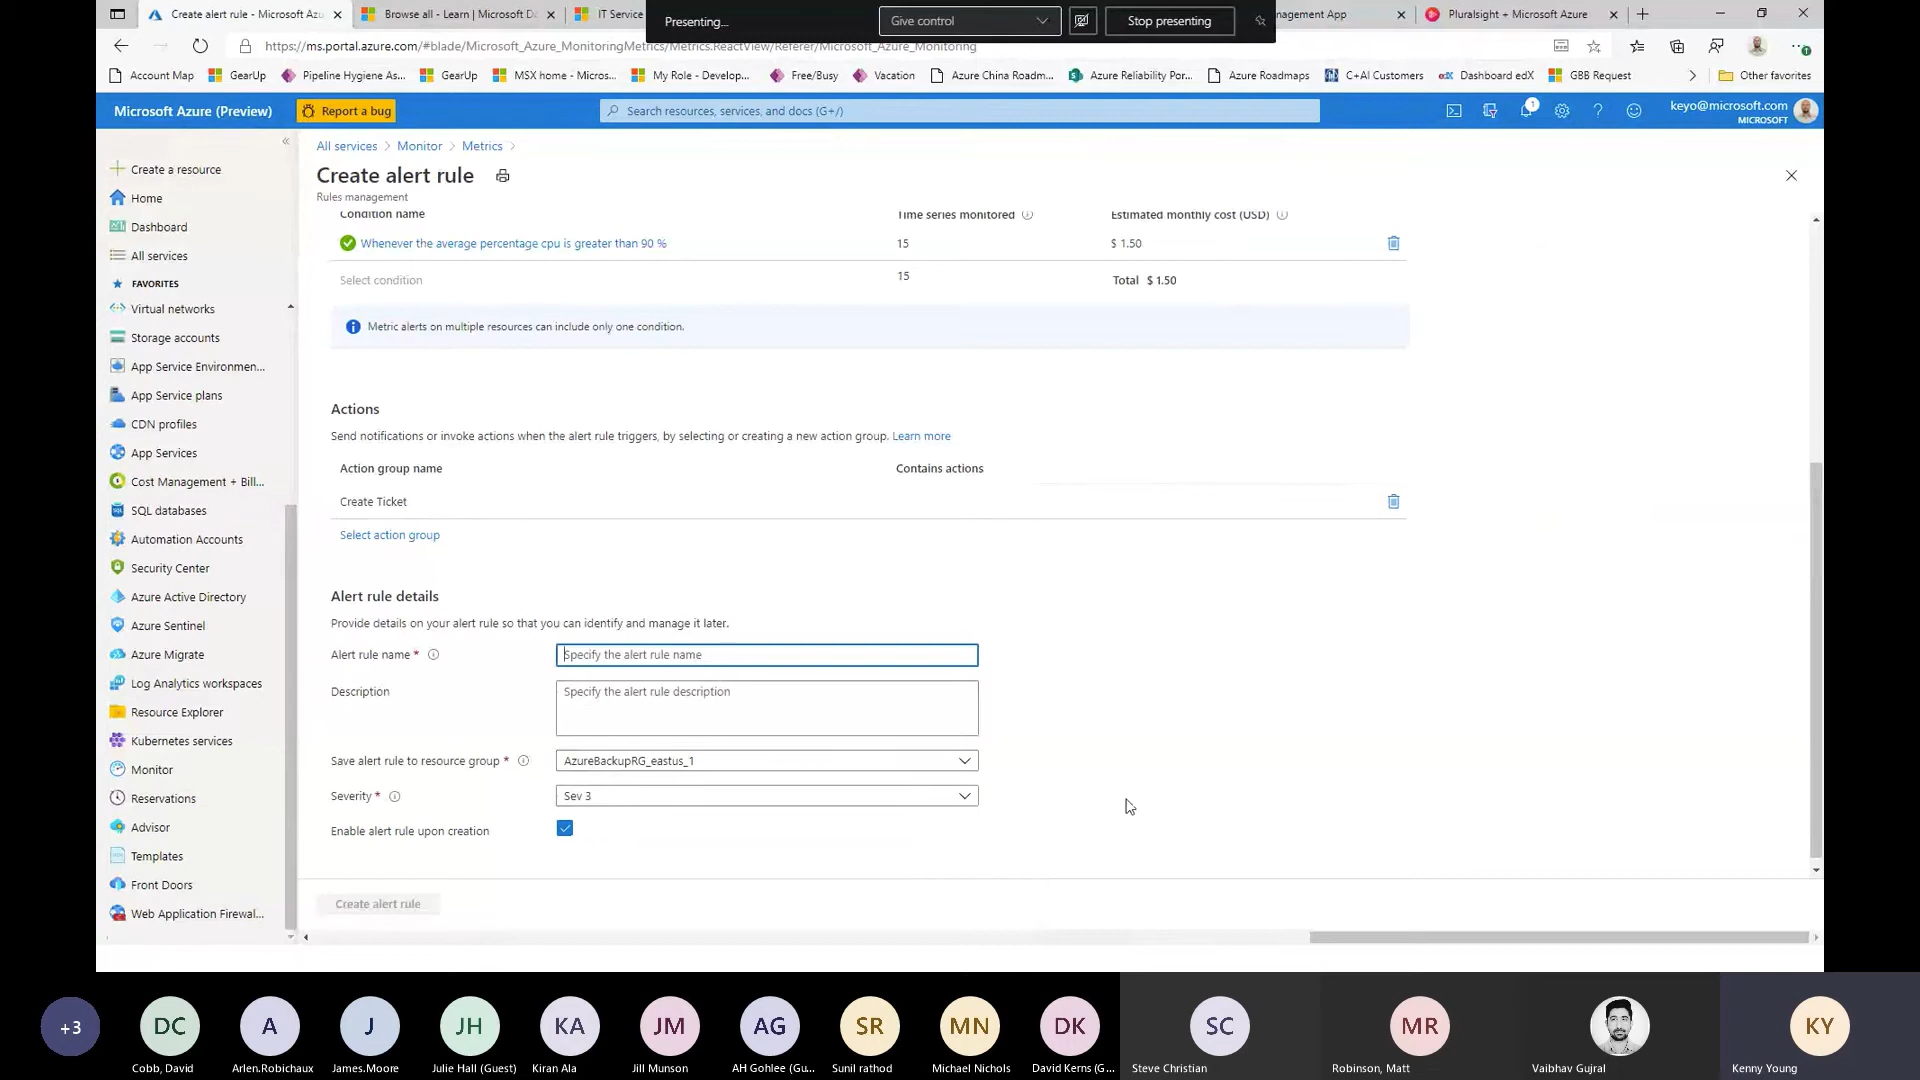 Create alert rule - Microsoft Azu
Browse all - Learn | Microsoft Do
IT Service
Presenting...
Give control
Stop presenting
nagement App
Pluralsight + Microsoft Azure
https://ms.portal.azure.com/#blade/Microsoft_Azure_MonitoringMetrics/Metrics.ReactView/Referer/Microsoft_Azure_Monitoring
Account Map
GearUp
Pipeline Hygiene As...
GearUp
MSX home - Micros...
My Role - Develop...
Free/Busy
Vacation
Azure China Roadm...
Azure Reliability Por...
Azure Roadmaps
C+AI Customers
edX
Dashboard edX
GBB Request
Other favorites
Microsoft Azure (Preview)
Report a bug
Search resources, services, and docs (G+/)
1
keyo@microsoft.com
MICROSOFT
All services > Monitor > Metrics >
Create alert rule
Rules management
Create a resource
Home
Dashboard
All services
FAVORITES
Virtual networks
Storage accounts
App Service Environmen...
App Service plans
CDN profiles
App Services
Cost Management + Bill...
SQL databases
Automation Accounts
Security Center
Azure Active Directory
Azure Sentinel
Azure Migrate
Log Analytics workspaces
Resource Explorer
Kubernetes services
Monitor
Reservations
Advisor
Templates
Front Doors
Web Application Firewal...
Condition name
Time series monitored
Estimated monthly cost (USD)
Whenever the average percentage cpu is greater than 90 %
15
$ 1.50
Select condition
15
Total $ 1.50
Metric alerts on multiple resources can include only one condition.
Actions
Send notifications or invoke actions when the alert rule triggers, by selecting or creating a new action group. Learn more
Action group name
Contains actions
Create Ticket
Select action group
Alert rule details
Provide details on your alert rule so that you can identify and manage it later.
Alert rule name *
Specify the alert rule name
Description
Specify the alert rule description
Save alert rule to resource group *
AzureBackupRG_eastus_1
Severity *
Sev 3
Enable alert rule upon creation
Create alert rule
+3
DC
A
J
JH
KA
JM
AG
SR
MN
DK
SC
MR
KY
Cobb, David
Arlen.Robichaux
James.Moore
Julie Hall (Guest)
Kiran Ala
Jill Munson
AH Gohlee (Gu...
Sunil rathod
Michael Nichols
David Kerns (G...
Steve Christian
Robinson, Matt
Vaibhav Gujral
Kenny Young